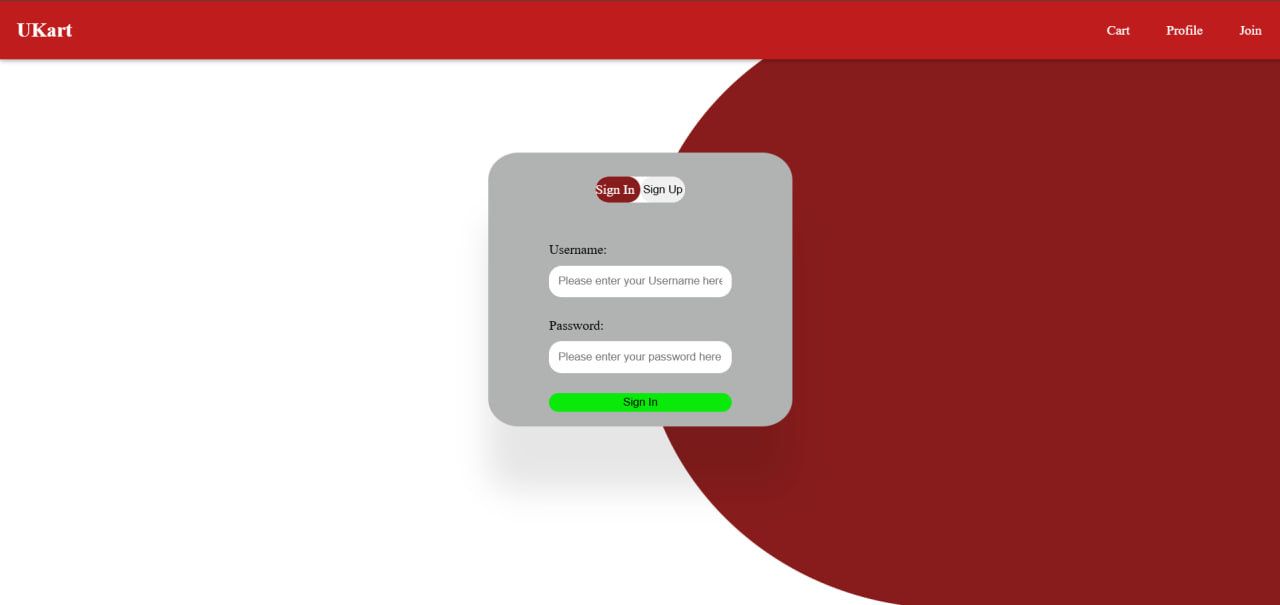 UKart
Cart Profile Join
Sign In Sign Up
Username:
Please enter your Username here
Password:
Please enter your password here
Sign In